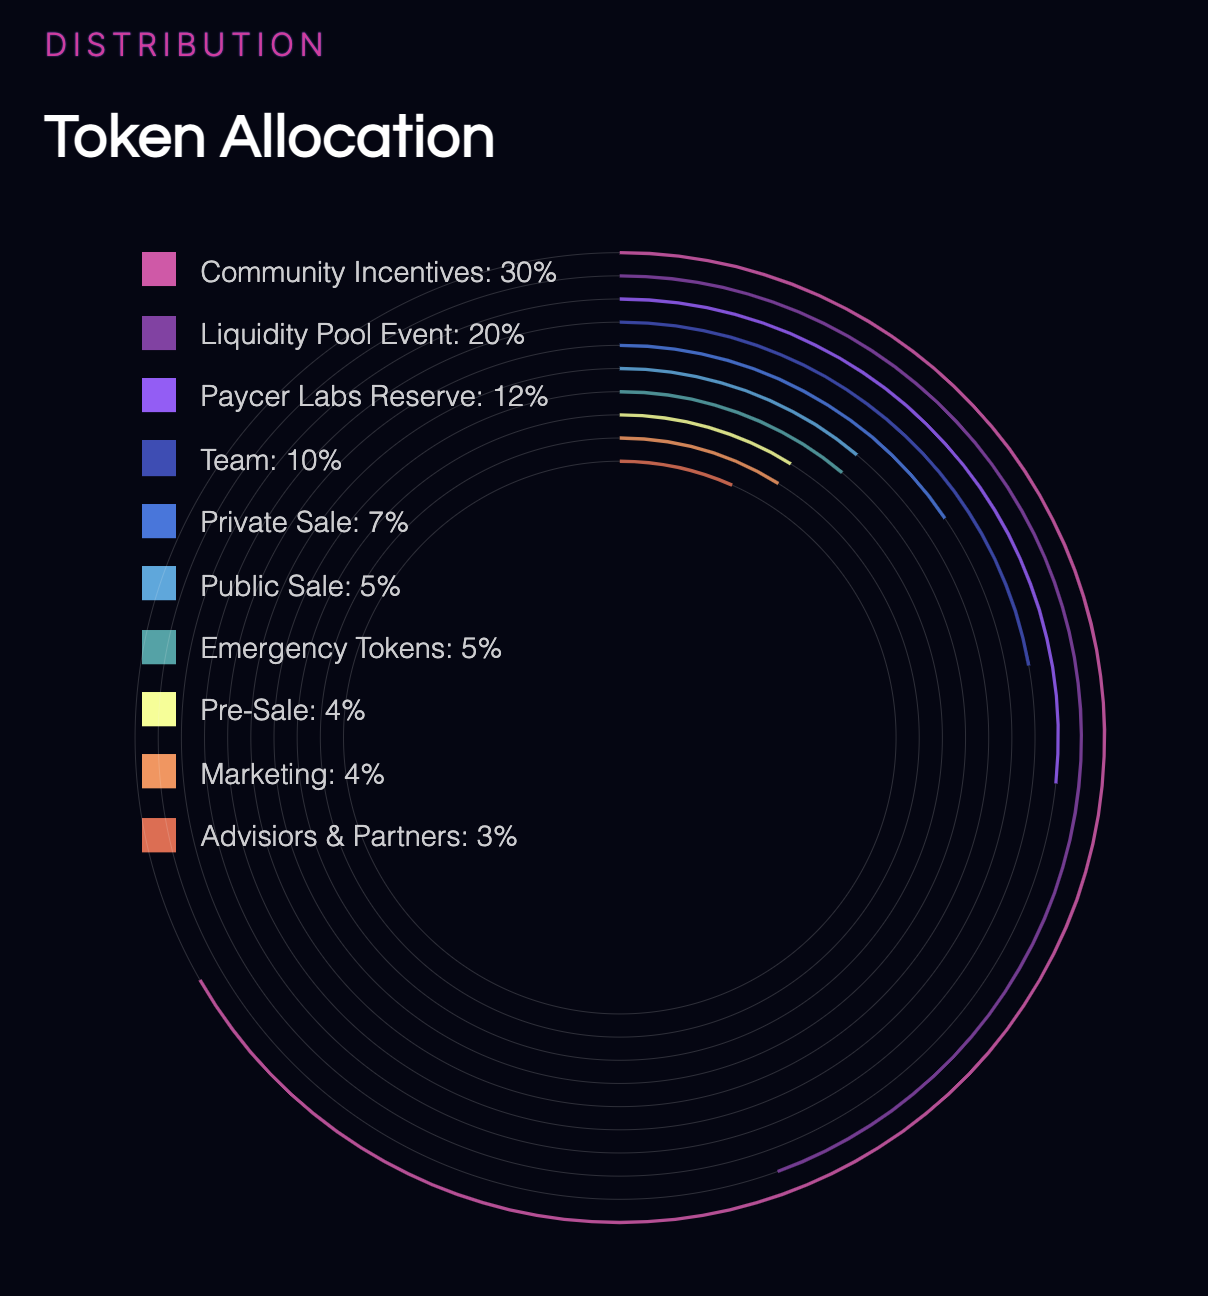 DISTRIBUTION
Token Allocation
Community Incentives: 30%
Liquidity Pool Event: 20%
Paycer Labs Reserve: 12%
Team: 10%
Private Sale: 7%
Public Sale: 5%
Emergency Tokens: 5%
Pre-Sale: 4%
Marketing: 4%
Advisiors & Partners: 3%